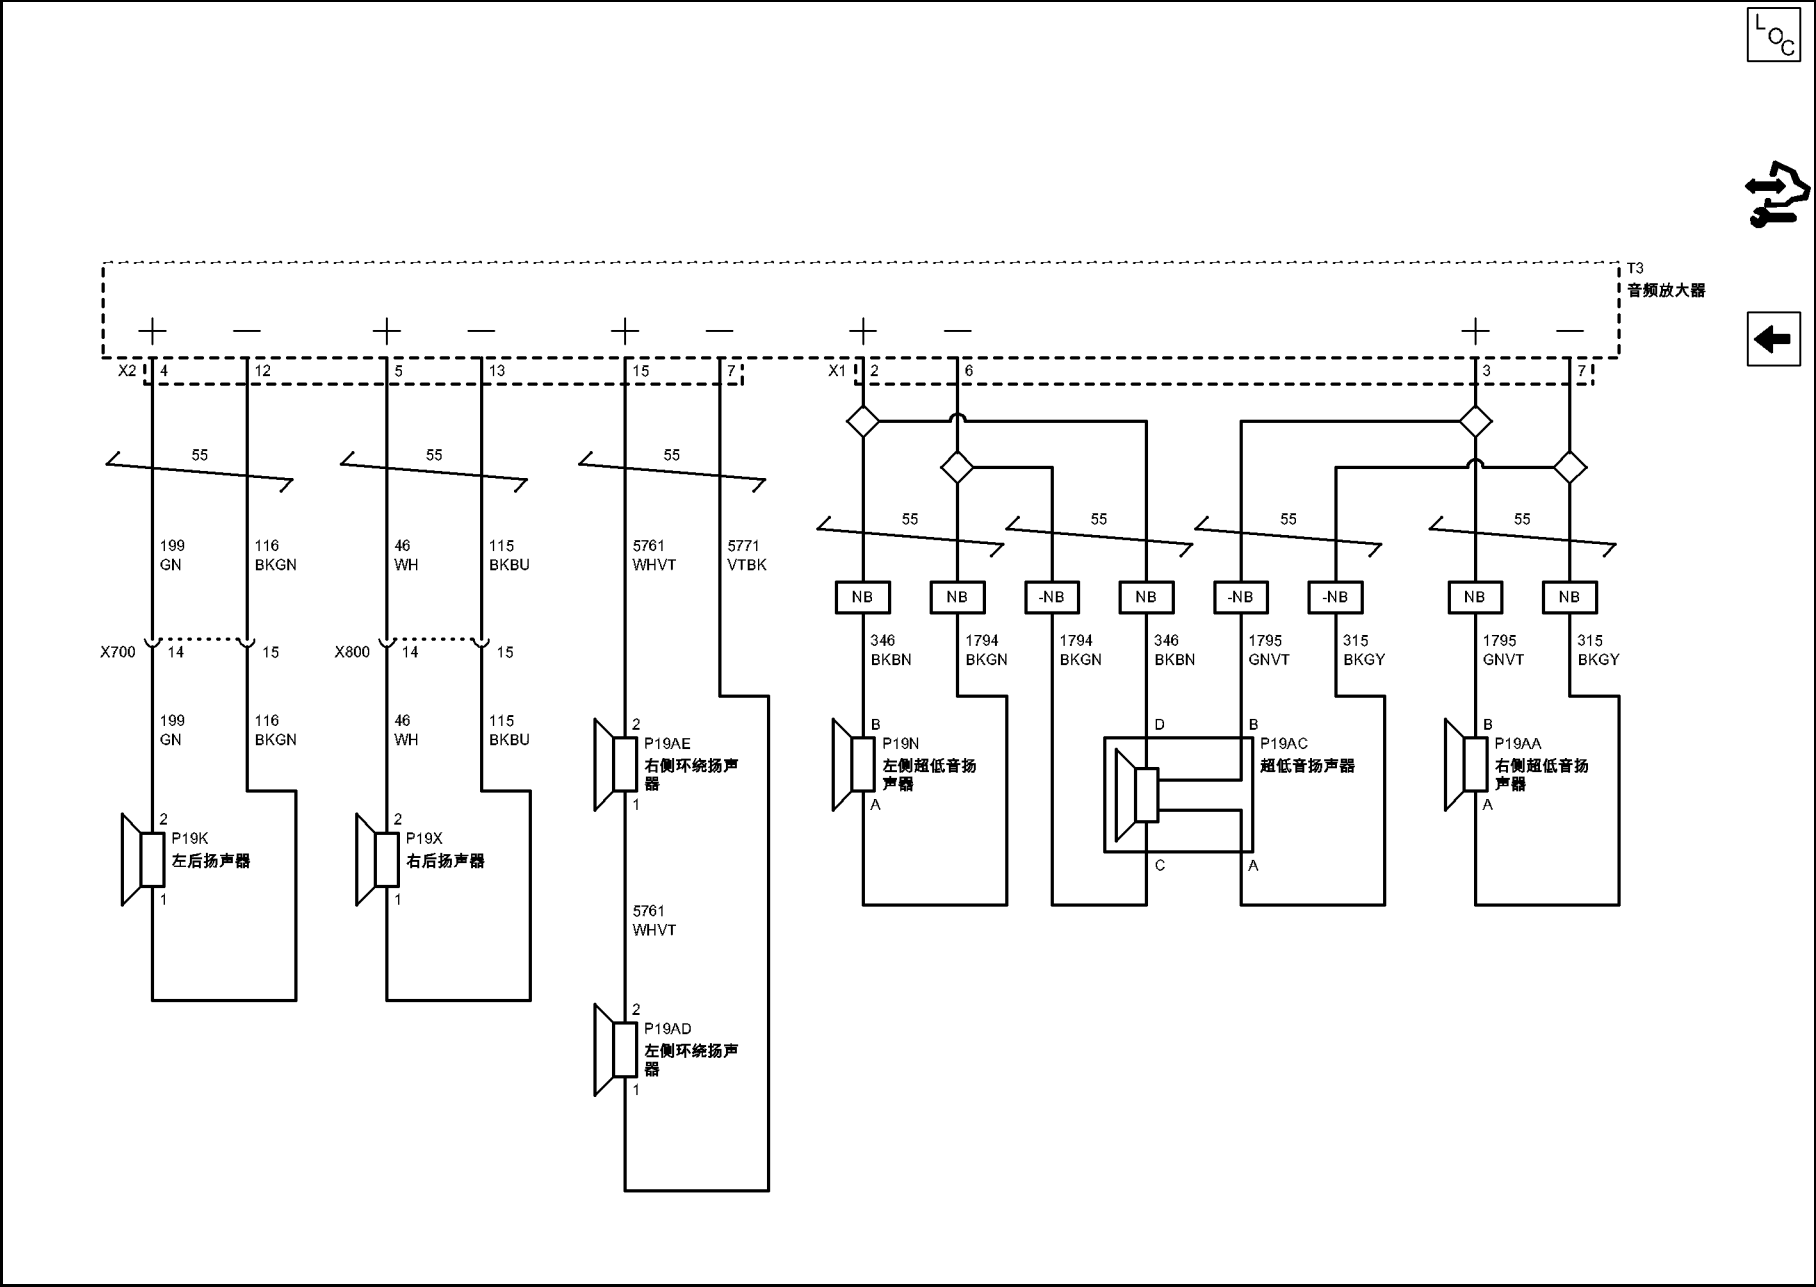 LOC
T3
音频放大器
X2 4 12 5 13 15 7 X1 2 6 3 7
55 55 55
55 55 55 55
199 116 46 115 5761 5771
GN BKGN WH BKBU WHVT VTBK
NB NB -NB NB -NB -NB NB NB
346 1794 1794 346 1795 315 1795 315
BKBN BKGN BKGN BKBN GNVT BKGY GNVT BKGY
X700 14 15 X800 14 15
199 116 46 115
GN BKGN WH BKBU
2 B D B B
P19AE P19N P19AC P19AA
右侧环绕扬声 左侧超低音扬 超低音扬声器 右侧超低音扬
器 声器 声器
1 A A
2 2
P19K P19X
左后扬声器 右后扬声器
C A
1 1
5761
WHVT
2
P19AD
左侧环绕扬声
器
1